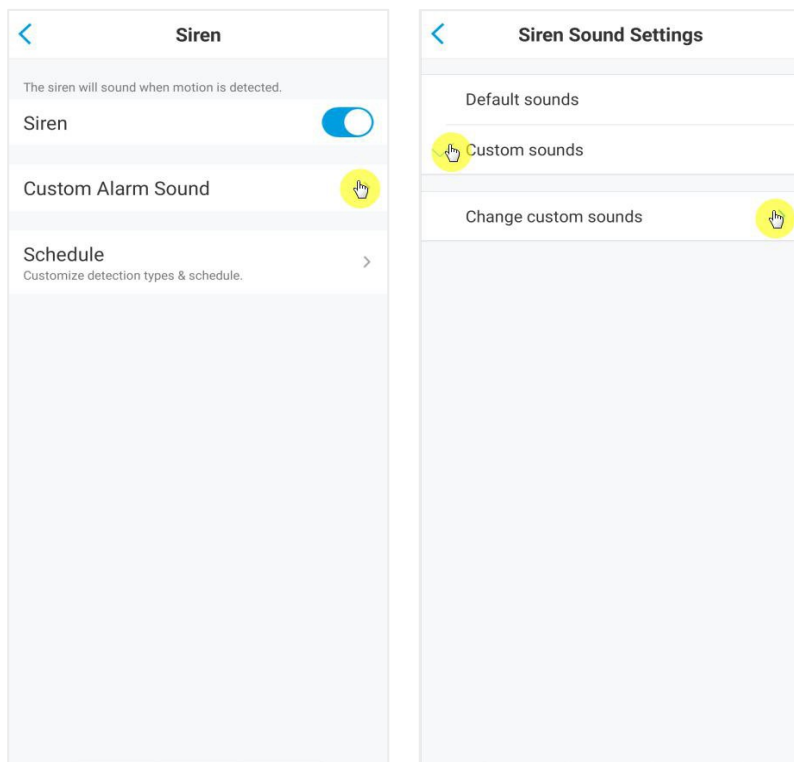 Siren
The siren will sound when motion is detected.
Siren
Custom Alarm Sound
Schedule
Customize detection types & schedule.
Siren Sound Settings
Default sounds
Custom sounds
Change custom sounds